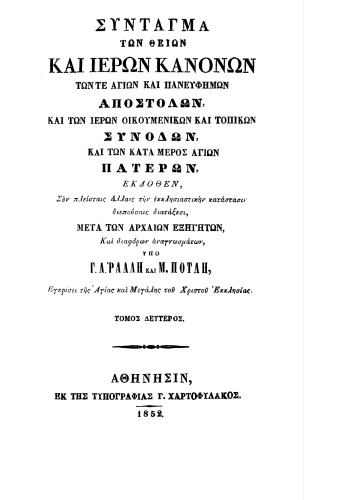 ΣΥΝΤΑΓΜΑ
ΤΩΝ ΘΕΙΩΝ
ΚΑΙ ΙΕΡΩΝ ΚΑΝΟΝΩΝ
ΤΩΝ ΤΕ ΑΓΙΩΝ ΚΑΙ ΠΑΝΕΥΦΗΜΩΝ
ΑΠΟΣΤΟΛΩΝ,
ΚΑΙ ΤΩΝ ΙΕΡΩΝ ΟΙΚΟΥΜΕΝΙΚΩΝ ΚΑΙ ΤΟΠΙΚΩΝ
ΣΥΝΟΔΩΝ,
ΚΑΙ ΤΩΝ ΚΑΤΑ ΜΕΡΟΣ ΑΓΙΩΝ
ΠΑΤΕΡΩΝ,
ΕΚΔΟΘΕΝ,
Σὺν πλείσταις ἄλλαις τὴν ἐκκλησιαστικὴν κατάστασιν
διεπούσαις διατάξεσι,
ΜΕΤΑ ΤΩΝ ΑΡΧΑΙΩΝ ΕΞΗΓΗΤΩΝ,
Καὶ διαφόρων ἀναγνωσμάτων,
ΥΠΟ
Γ. Α. ῬΑΛΛΗ ΚΑΙ Μ. ΠΟΤΛΗ,
Ἐγκρίσει τῆς Ἁγίας καὶ Μεγάλης τοῦ Χριστοῦ Ἐκκλησίας.
ΤΟΜΟΣ ΔΕΥΤΕΡΟΣ.
ΑΘΗΝΗΣΙΝ,
ΕΚ ΤΗΣ ΤΥΠΟΓΡΑΦΙΑΣ Γ. ΧΑΡΤΟΦΥΛΑΚΟΣ.
1852.